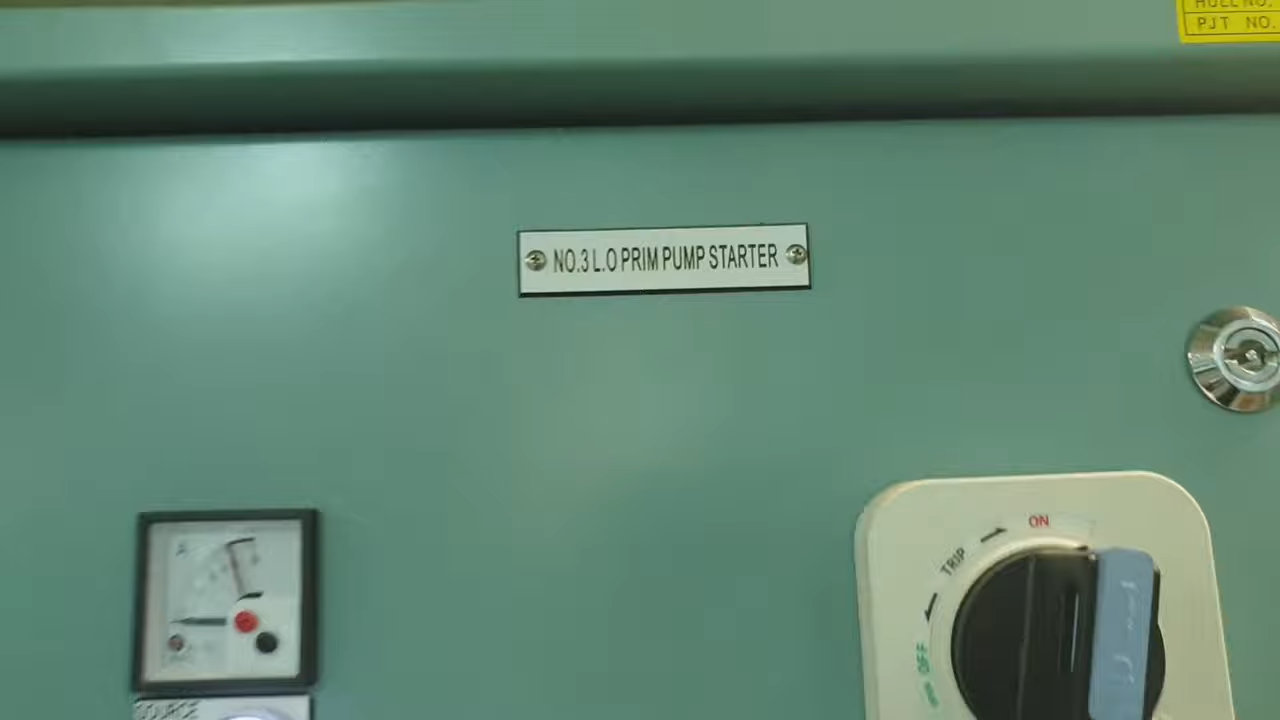 HULL NO.
PJT NO.
NO.3 L.O PRIM PUMP STARTER
A
ON
TRIP
OFF
SOURCE